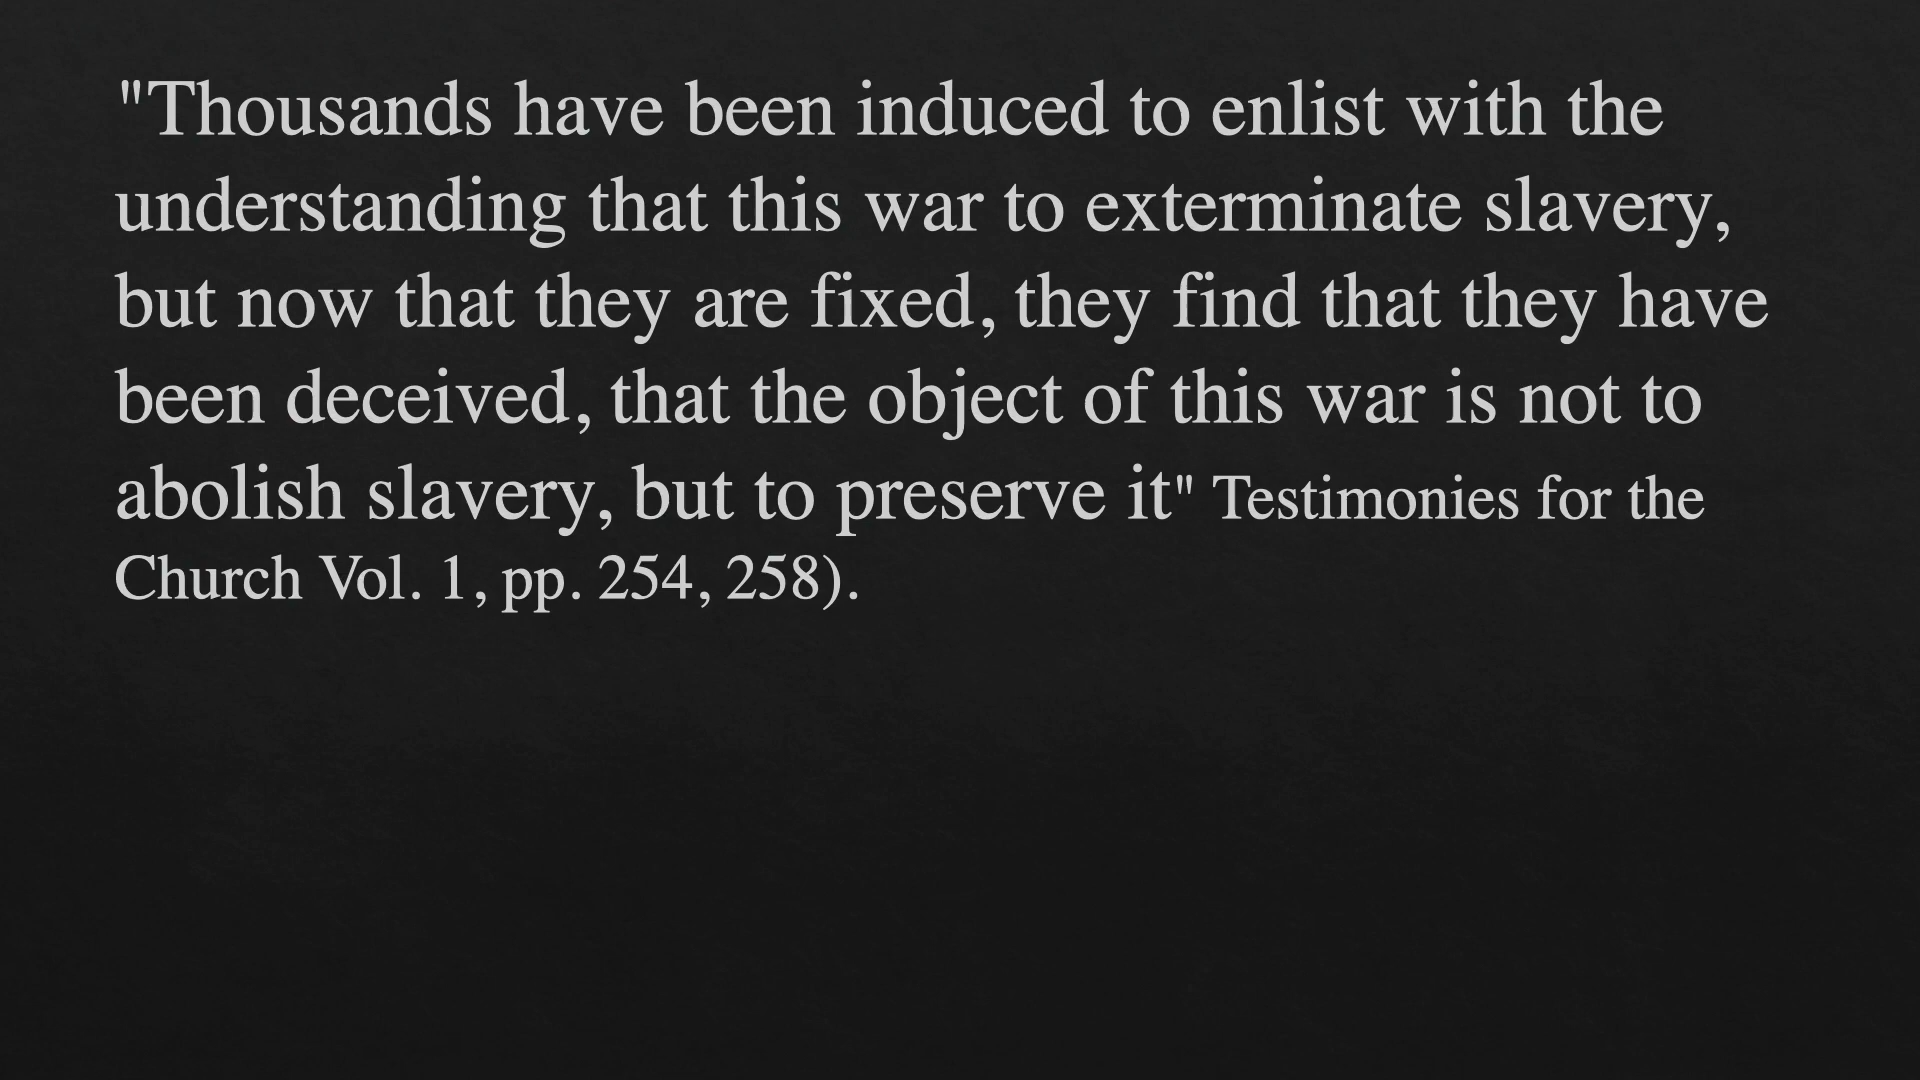 "Thousands have been induced to enlist with the
understanding that this war to exterminate slavery,
but now that they are fixed, they find that they have
been deceived, that the object of this war is not to
abolish slavery, but to preserve it" Testimonies for the
Church Vol. 1, pp. 254, 258).